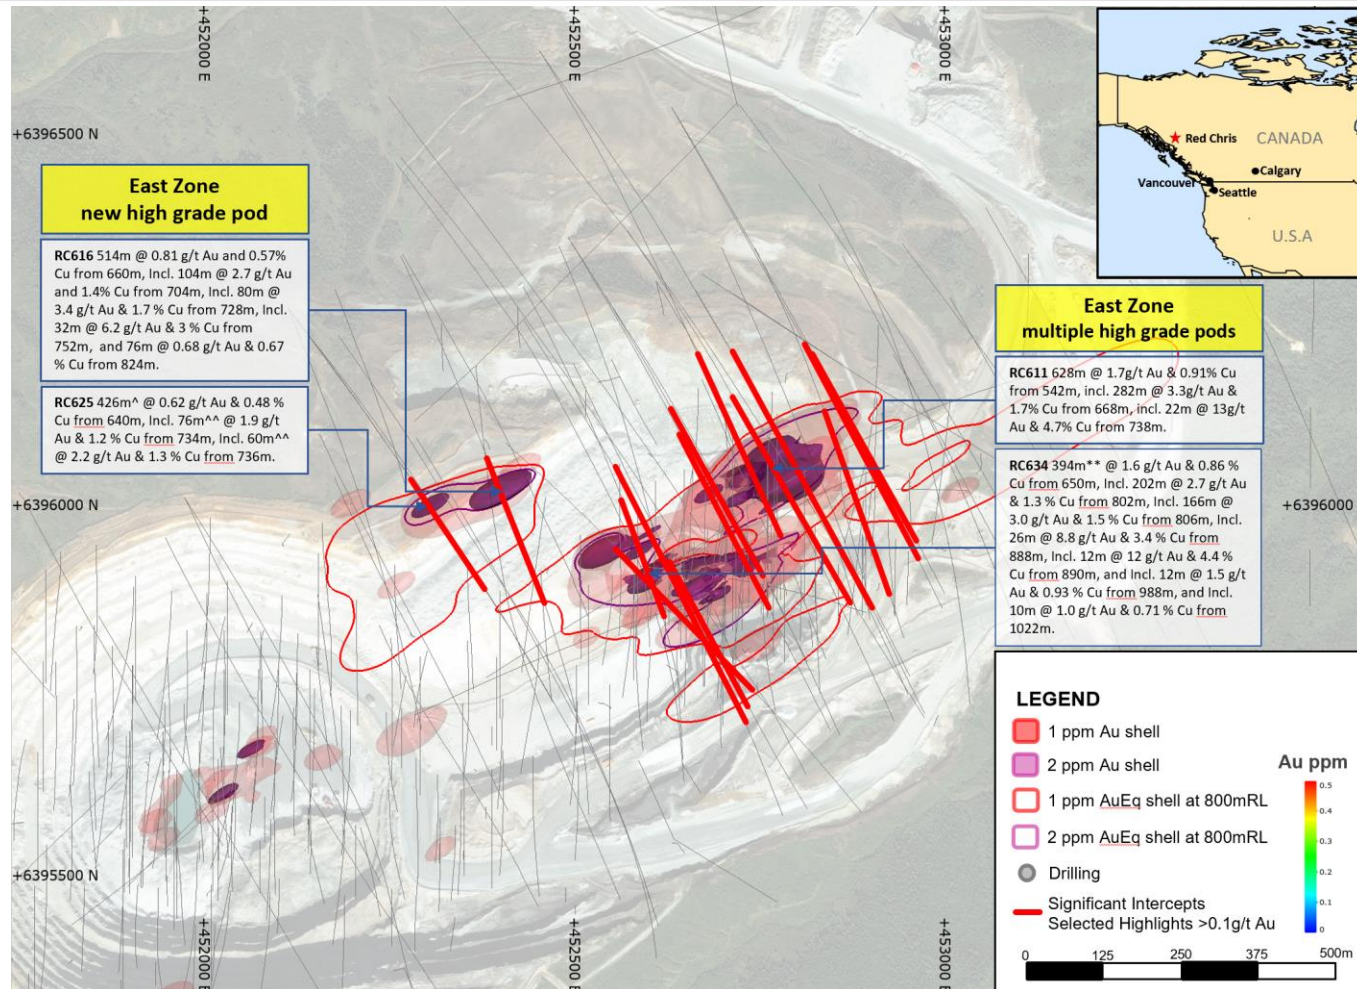 +452000 E
+452500 E
+453000 E
+6396500 N
East Zone
new high grade pod
RC616 514m @ 0.81 g/t Au and 0.57%
Cu from 660m, Incl. 104m @ 2.7 g/t Au
and 1.4% Cu from 704m, Incl. 80m @
3.4 g/t Au & 1.7 % Cu from 728m, Incl.
32m @ 6.2 g/t Au & 3 % Cu from
752m, and 76m @ 0.68 g/t Au & 0.67
% Cu from 824m.
RC625 426m^ @ 0.62 g/t Au & 0.48 %
Cu from 640m, Incl. 76m^^ @ 1.9 g/t
Au & 1.2 % Cu from 734m, Incl. 60m^^
@ 2.2 g/t Au & 1.3 % Cu from 736m.
+6396000 N
+6395500 N
+452000 E
+452500 E
+453000 E
Red Chris
CANADA
Calgary
Vancouver
Seattle
U.S.A
East Zone
multiple high grade pods
RC611 628m @ 1.7g/t Au & 0.91% Cu
from 542m, incl. 282m @ 3.3g/t Au &
1.7% Cu from 668m, incl. 22m @ 13g/t
Au & 4.7% Cu from 738m.
RC634 394m** @ 1.6 g/t Au & 0.86 %
Cu from 650m, Incl. 202m @ 2.7 g/t Au
& 1.3 % Cu from 802m, Incl. 166m @
3.0 g/t Au & 1.5 % Cu from 806m, Incl.
26m @ 8.8 g/t Au & 3.4 % Cu from
888m, Incl. 12m @ 12 g/t Au & 4.4 %
Cu from 890m, and Incl. 12m @ 1.5 g/t
Au & 0.93 % Cu from 988m, and Incl.
10m @ 1.0 g/t Au & 0.71 % Cu from
1022m.
+6396000
LEGEND
1 ppm Au shell
2 ppm Au shell
1 ppm AuEq shell at 800mRL
2 ppm AuEq shell at 800mRL
Drilling
Significant Intercepts
Selected Highlights >0.1g/t Au
Au ppm
0.5
0.4
0.3
0.2
0.1
0
0 125 250 375 500m